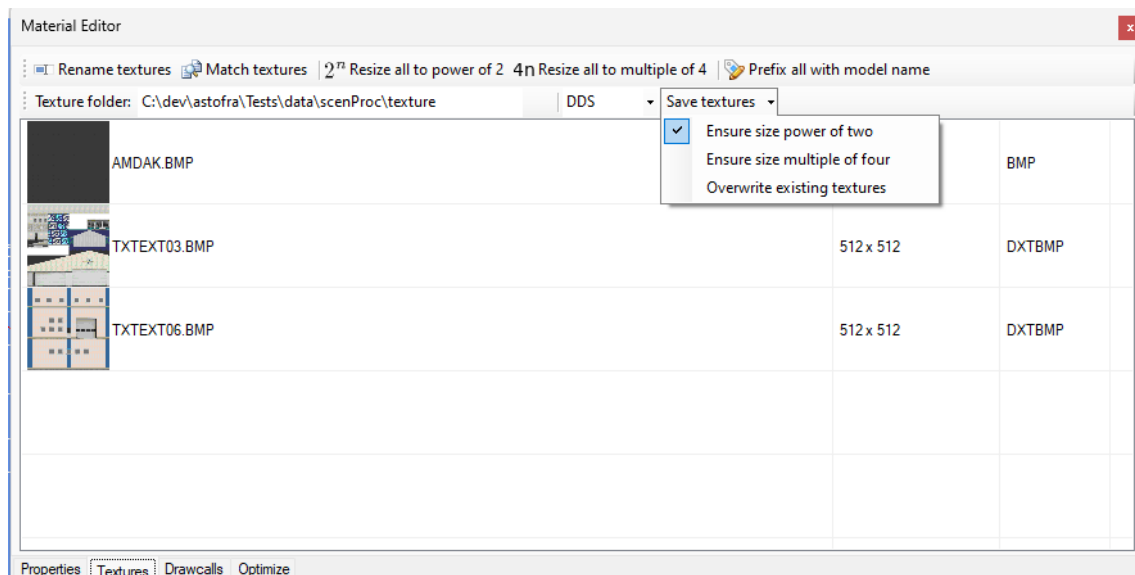 Material Editor
x
Rename textures Match textures 2ⁿ Resize all to power of 2 4n Resize all to multiple of 4 Prefix all with model name
Texture folder: C:\dev\astofra\Tests\data\scenProc\texture DDS Save textures
Ensure size power of two
Ensure size multiple of four
Overwrite existing textures
AMDAK.BMP BMP
TXTEXT03.BMP 512 x 512 DXTBMP
TXTEXT06.BMP 512 x 512 DXTBMP
Properties Textures Drawcalls Optimize